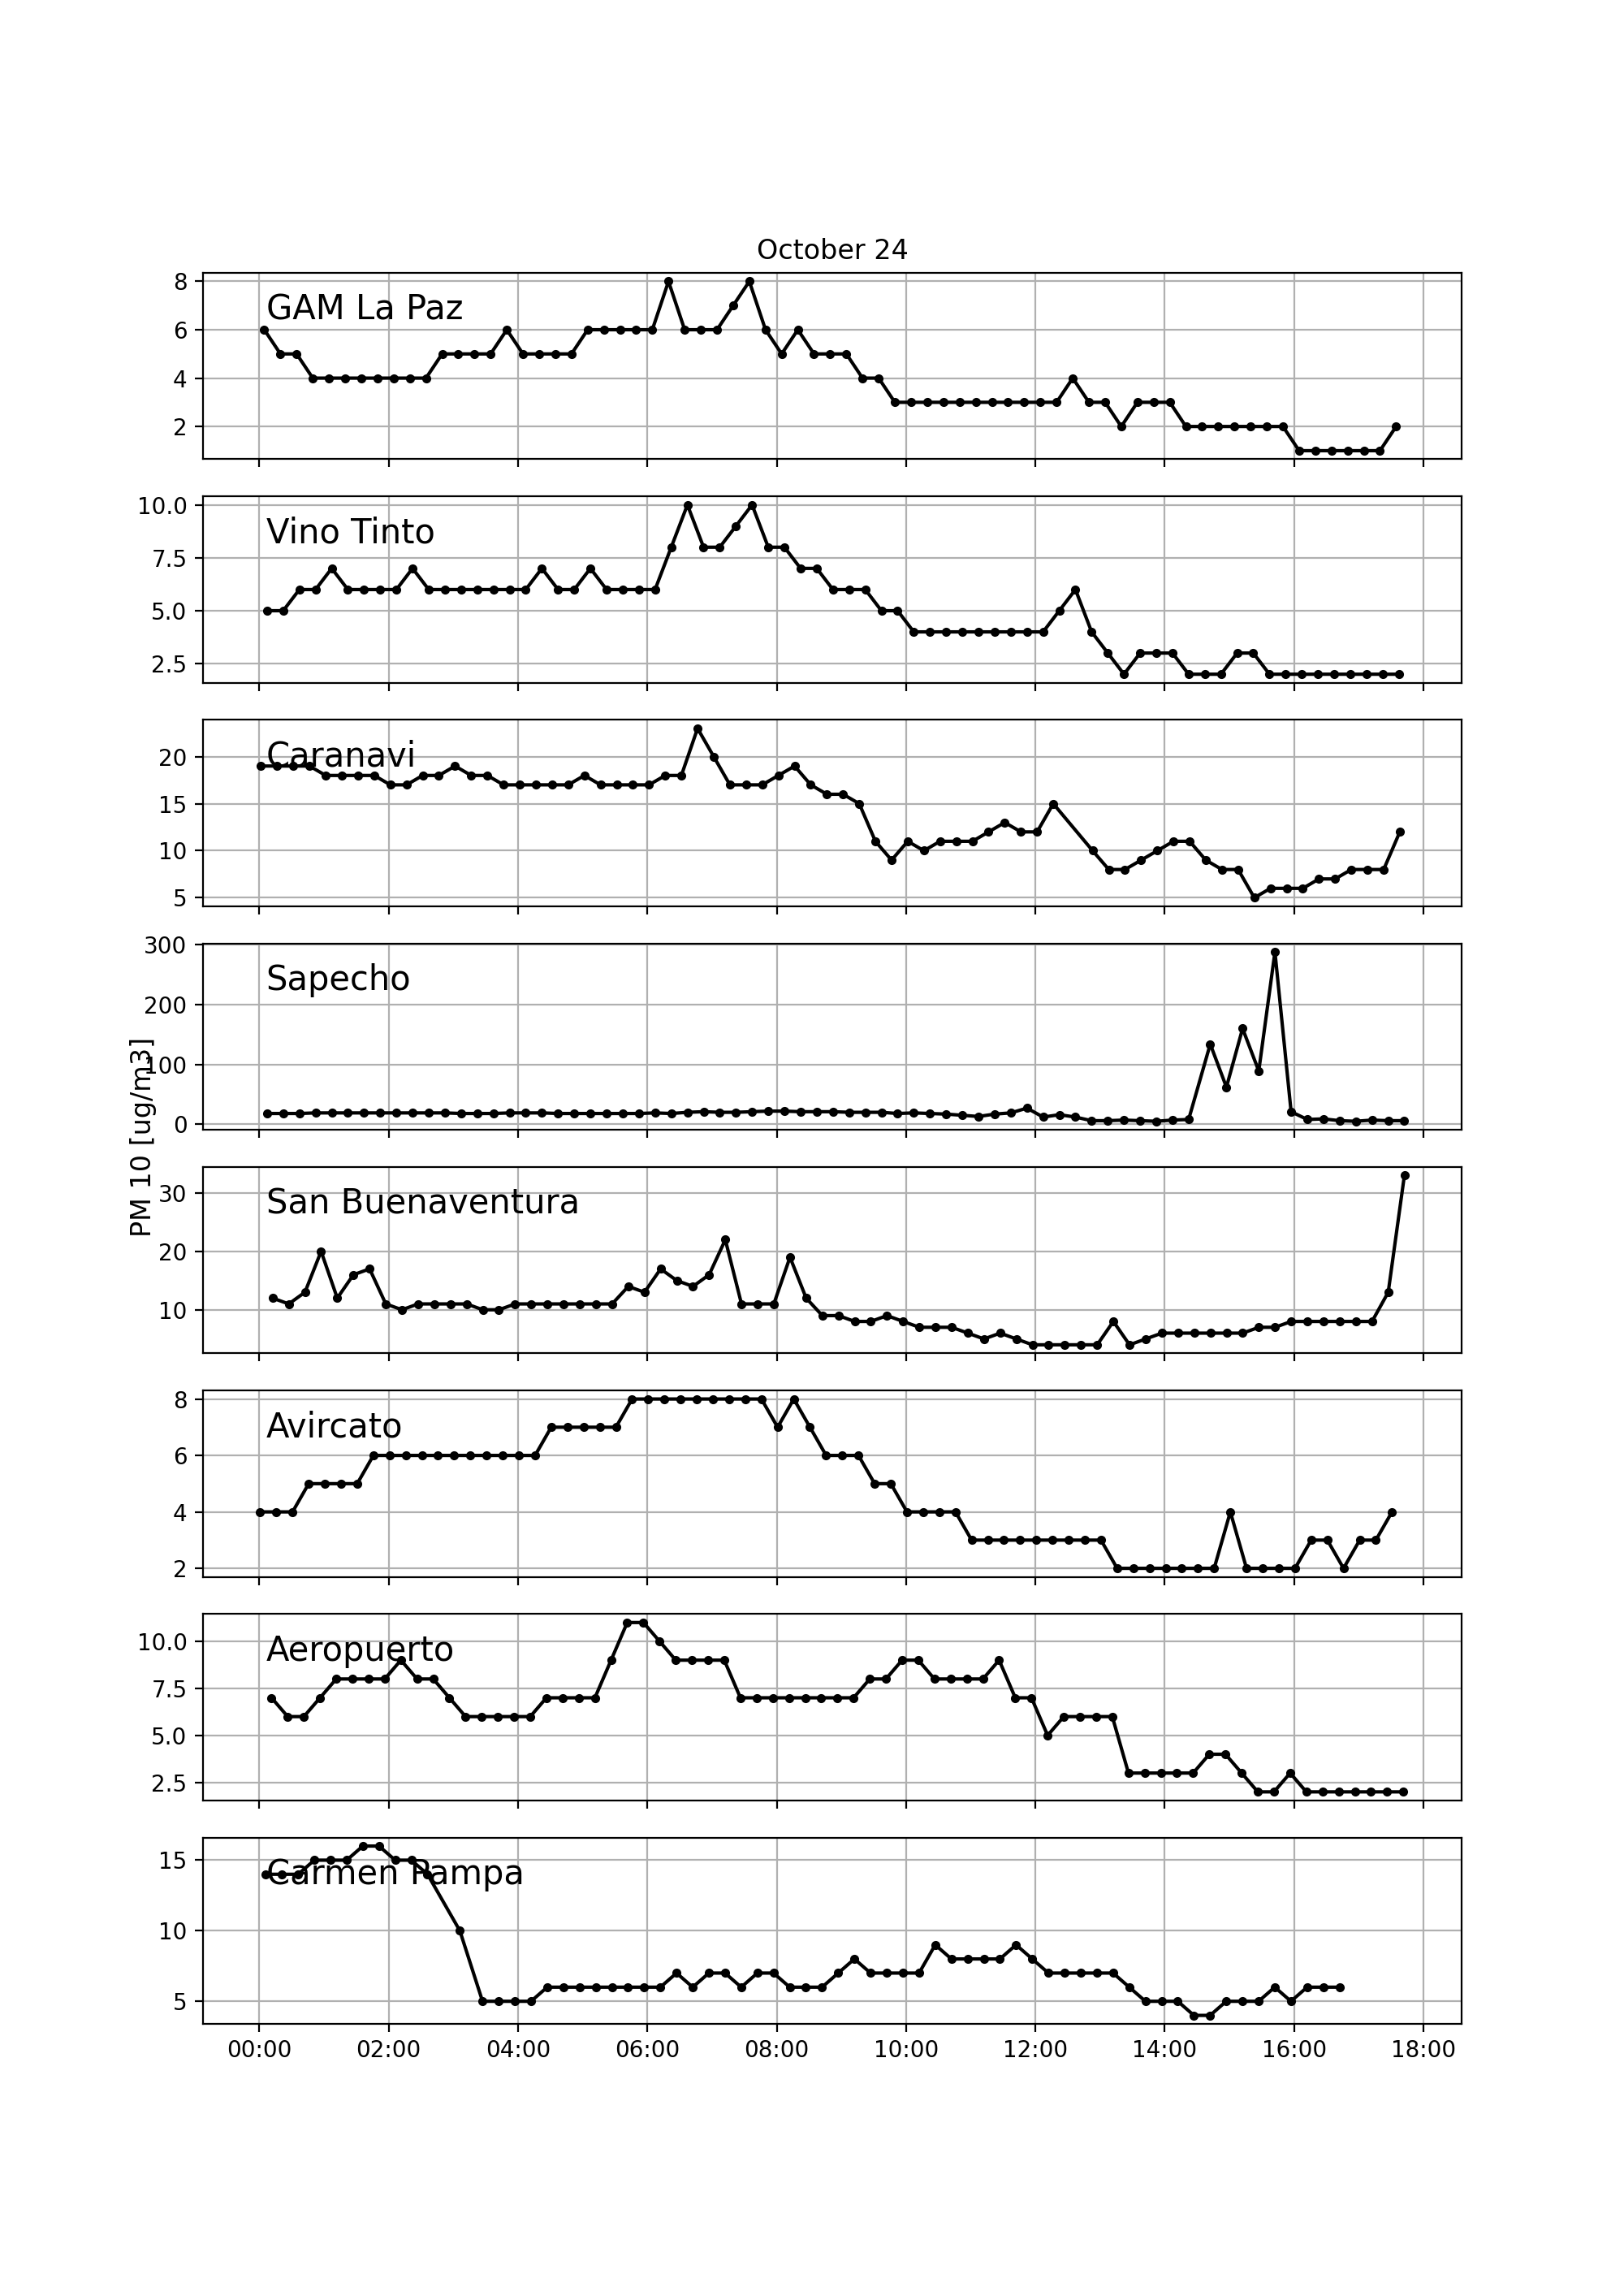 October 24
8
GAM La Paz
6
4
2
10.0
Vino Tinto
7.5
5.0
2.5
Caranavi
20
15
10
5
300
Sapecho
200
100
0
PM 10 [ug/m3]
30
San Buenaventura
20
10
8
Avircato
6
4
2
10.0
Aeropuerto
7.5
5.0
2.5
15
Carmen Pampa
10
5
00:00 02:00 04:00 06:00 08:00 10:00 12:00 14:00 16:00 18:00